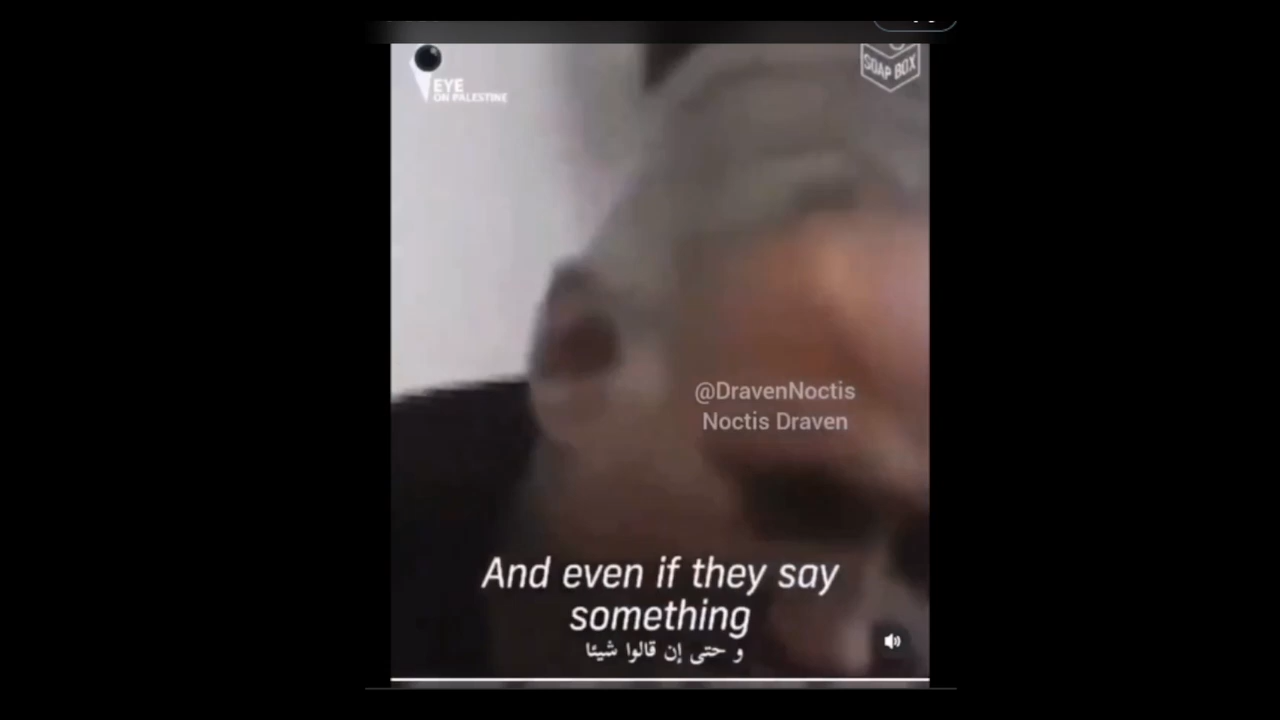 EYE
ON PALESTINE
SOAP BOX
@DravenNoctis
Noctis Draven
And even if they say
something
و حتى إن قالوا شيئا